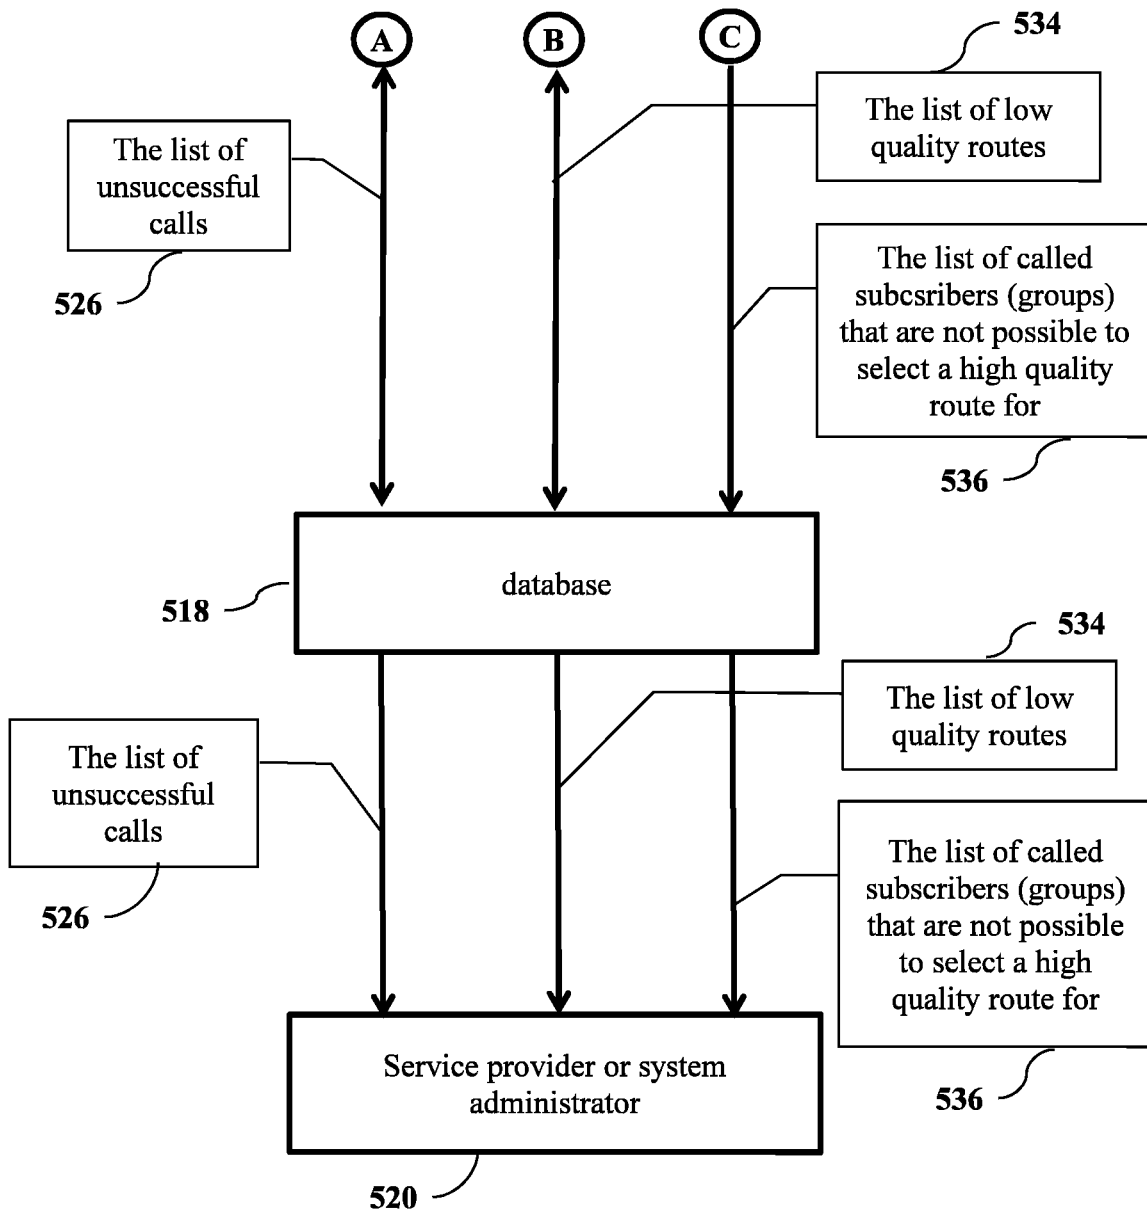 A
B
C
534
The list of low
quality routes
The list of
unsuccessful
calls
526
The list of called
subcsribers (groups)
that are not possible to
select a high quality
route for
536
database
518
534
The list of low
quality routes
The list of
unsuccessful
calls
526
The list of called
subscribers (groups)
that are not possible
to select a high
quality route for
536
Service provider or system
administrator
520